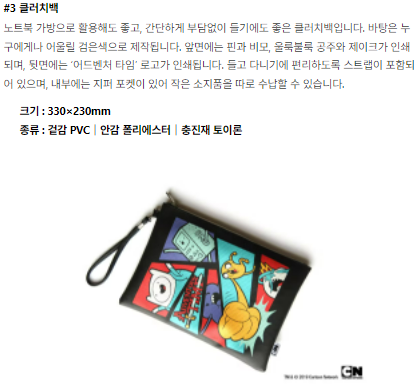 #3 클러치백
노트북 가방으로 활용해도 좋고, 간단하게 부담없이 들기에도 좋은 클러치백입니다. 바탕은 누
구에게나 어울릴 검은색으로 제작됩니다. 앞면에는 핀과 비모, 울룩불룩 공주와 제이크가 인쇄
되며, 뒷면에는 '어드벤처 타임' 로고가 인쇄됩니다. 들고 다니기에 편리하도록 스트랩이 포함되
어 있으며, 내부에는 지퍼 포켓이 있어 작은 소지품을 따로 수납할 수 있습니다.
크기 : 330×230mm
종류 : 겉감 PVC | 안감 폴리에스터 | 충진재 토이론
ADVENTURE TIME
CN